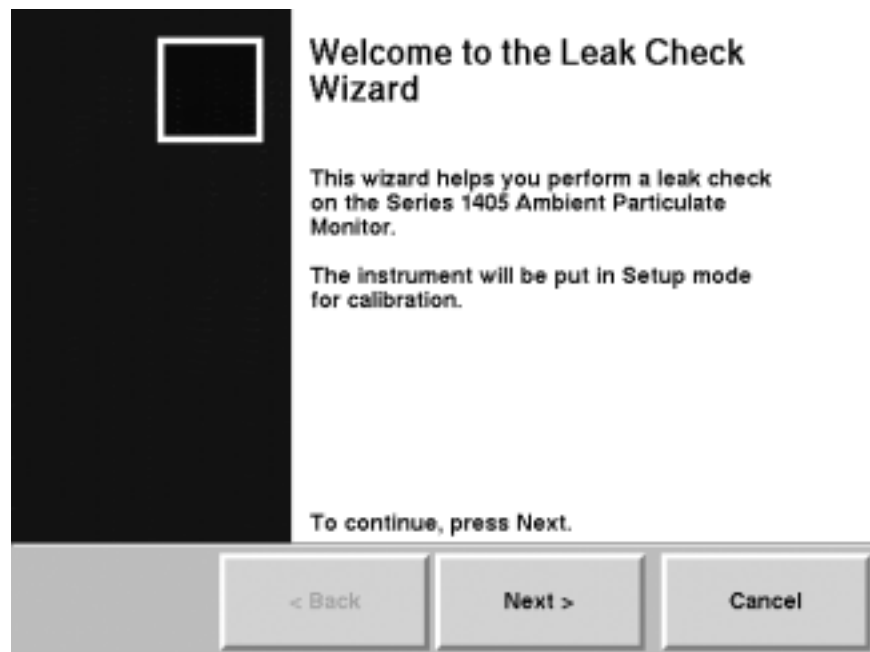 Welcome to the Leak Check
Wizard
This wizard helps you perform a leak check
on the Series 1405 Ambient Particulate
Monitor.
The instrument will be put in Setup mode
for calibration.
To continue, press Next.
< Back
Next >
Cancel